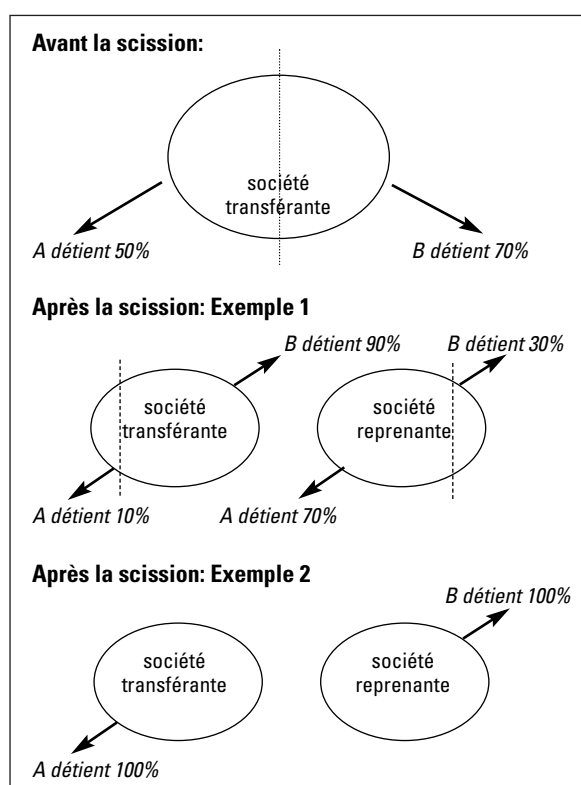 Avant la scission:
société
transférante
A détient 50%
B détient 70%
Après la scission: Exemple 1
B détient 90%
B détient 30%
société
transférante
société
reprenante
A détient 10%
A détient 70%
Après la scission: Exemple 2
B détient 100%
société
transférante
société
reprenante
A détient 100%